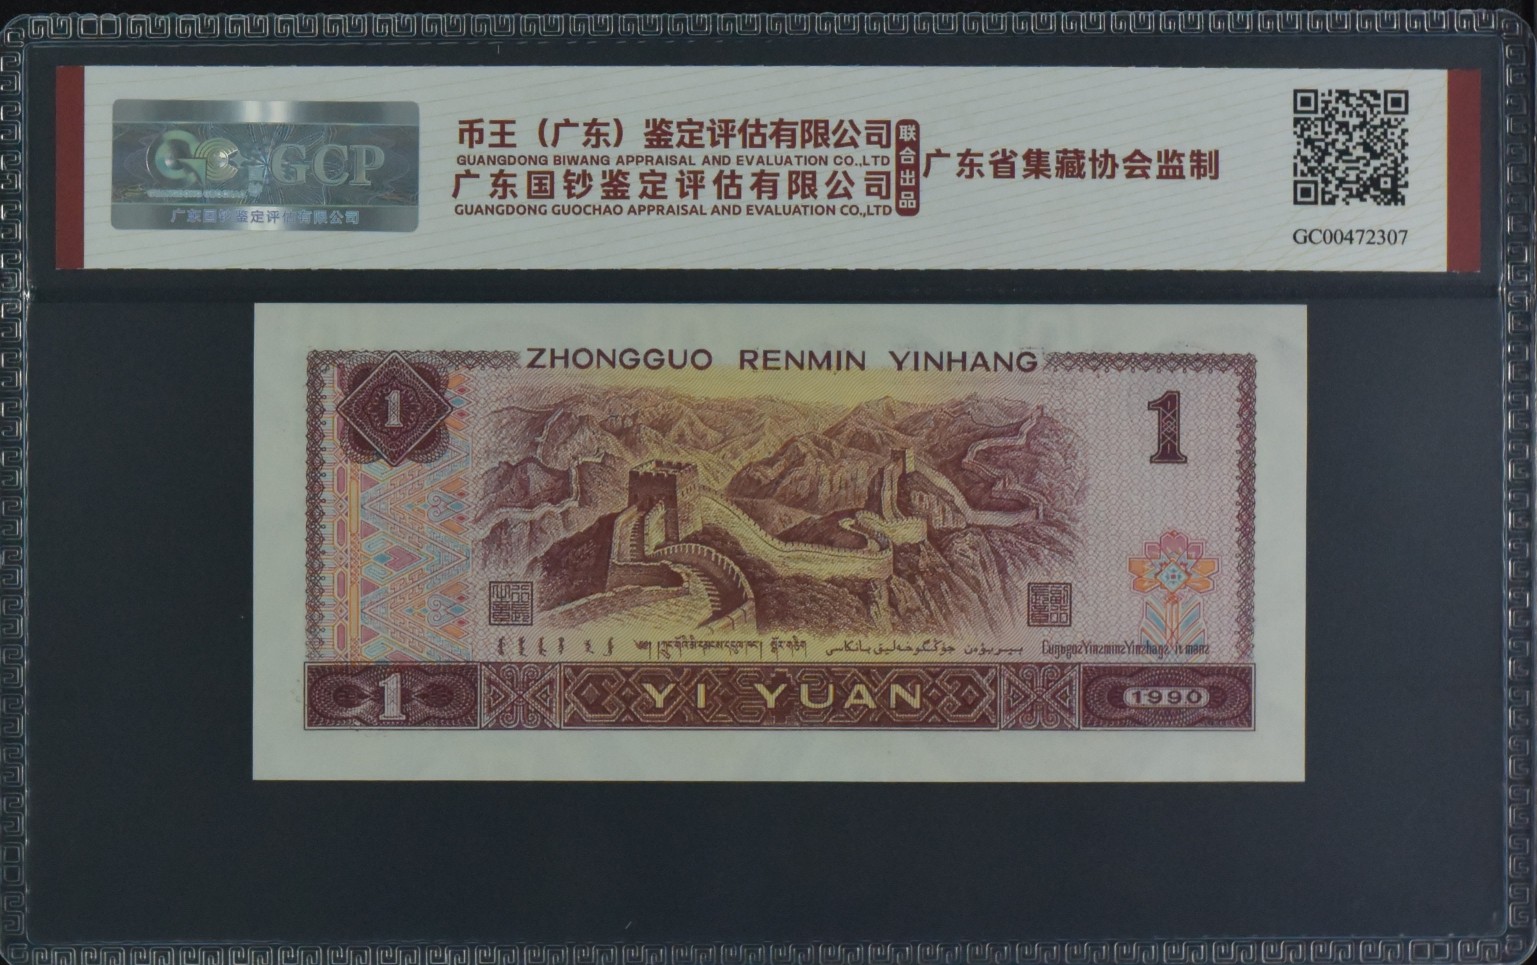 GC GCP
广东国钞鉴定评估有限公司
币王（广东）鉴定评估有限公司
GUANGDONG BIWANG APPRAISAL AND EVALUATION CO.,LTD
广东国钞鉴定评估有限公司
GUANGDONG GUOCHAO APPRAISAL AND EVALUATION CO.,LTD
联合出品
广东省集藏协会监制
GC00472307
ZHONGGUO RENMIN YINHANG
1
1
1
YI YUAN
1990